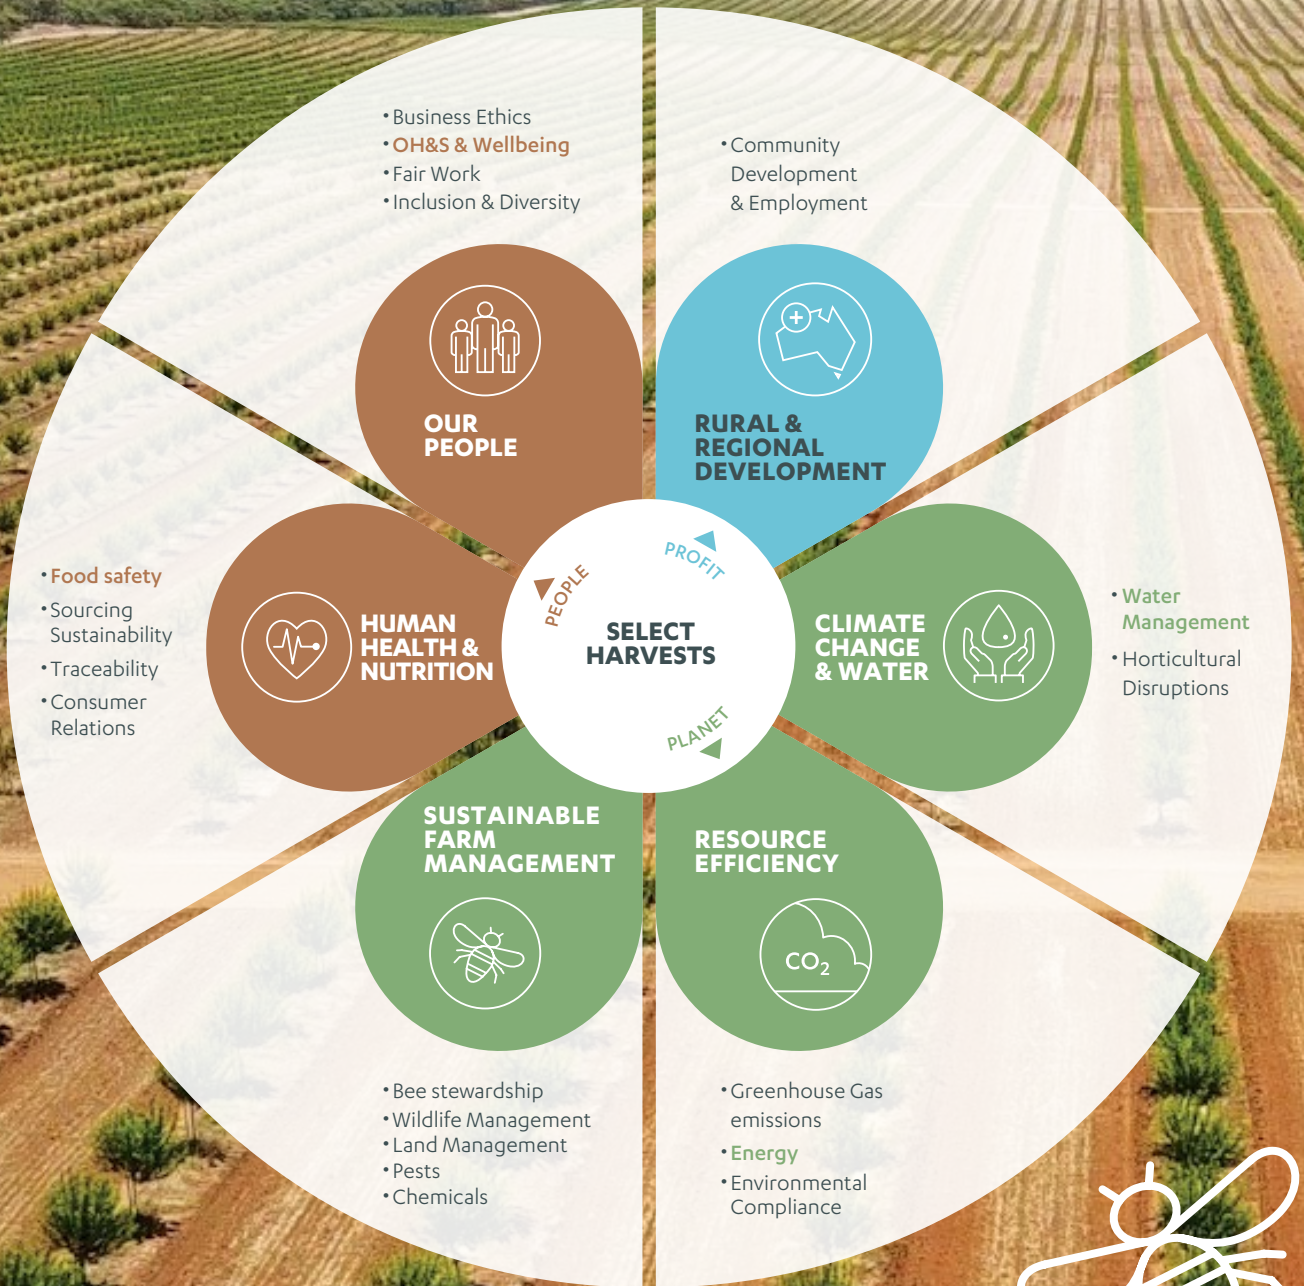 • Business Ethics
• OH&S & Wellbeing
• Fair Work
• Inclusion & Diversity
• Community
Development
& Employment
OUR
PEOPLE
RURAL &
REGIONAL
DEVELOPMENT
• Food safety
• Sourcing
Sustainability
• Traceability
• Consumer
Relations
HUMAN
HEALTH &
NUTRITION
PEOPLE
PROFIT
SELECT
HARVESTS
PLANET
CLIMATE
CHANGE
& WATER
• Water
Management
• Horticultural
Disruptions
SUSTAINABLE
FARM
MANAGEMENT
RESOURCE
EFFICIENCY
CO₂
• Bee stewardship
• Wildlife Management
• Land Management
• Pests
• Chemicals
• Greenhouse Gas
emissions
• Energy
• Environmental
Compliance